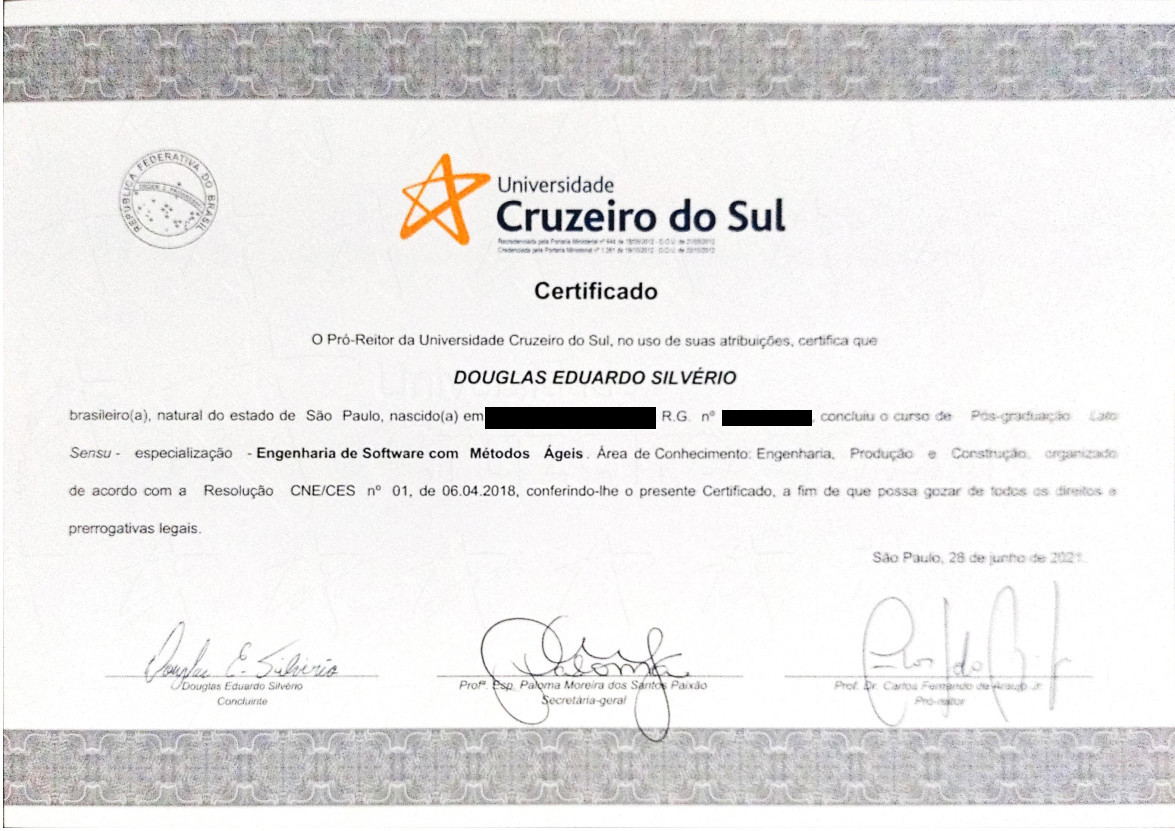 REPÚBLICA FEDERATIVA DO BRASIL
ORDEM E PROGRESSO
Universidade
Cruzeiro do Sul
Certificado
O Pró-Reitor da Universidade Cruzeiro do Sul, no uso de suas atribuições, certifica que
DOUGLAS EDUARDO SILVÉRIO
brasileiro(a), natural do estado de São Paulo, nascido(a) em R.G. nº , concluiu o curso de Pós-graduação Lato
Sensu - especialização - Engenharia de Software com Métodos Ágeis. Área de Conhecimento: Engenharia, Produção e Construção, organizado
de acordo com a Resolução CNE/CES nº 01, de 06.04.2018, conferindo-lhe o presente Certificado, a fim de que possa gozar de todos os direitos e
prerrogativas legais.
São Paulo, 28 de junho de 2021.
Douglas E. Silvério
Douglas Eduardo Silvério
Concluinte
Profª. Esp. Paloma Moreira dos Santos Paixão
Secretária-geral
Prof. Dr. Carlos Fernando de Araujo Jr.
Pró-reitor